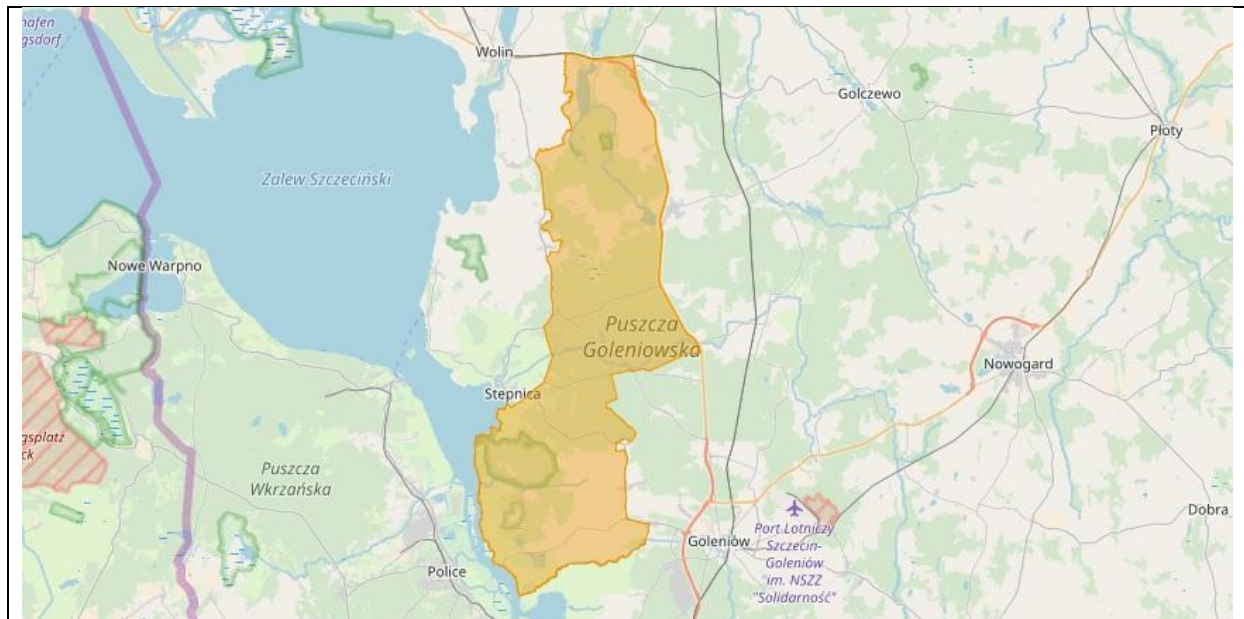 hafen
gsdorf
Wolin
Golczewo
Płoty
Zalew Szczeciński
Nowe Warpno
Puszcza
Goleniowska
Nowogard
Stepnica
gsplatz
ck
Puszcza
Wkrzańska
Dobra
Port Lotniczy
Szczecin-
Goleniów
"im. NSZZ
"Solidarność"
Goleniów
Police